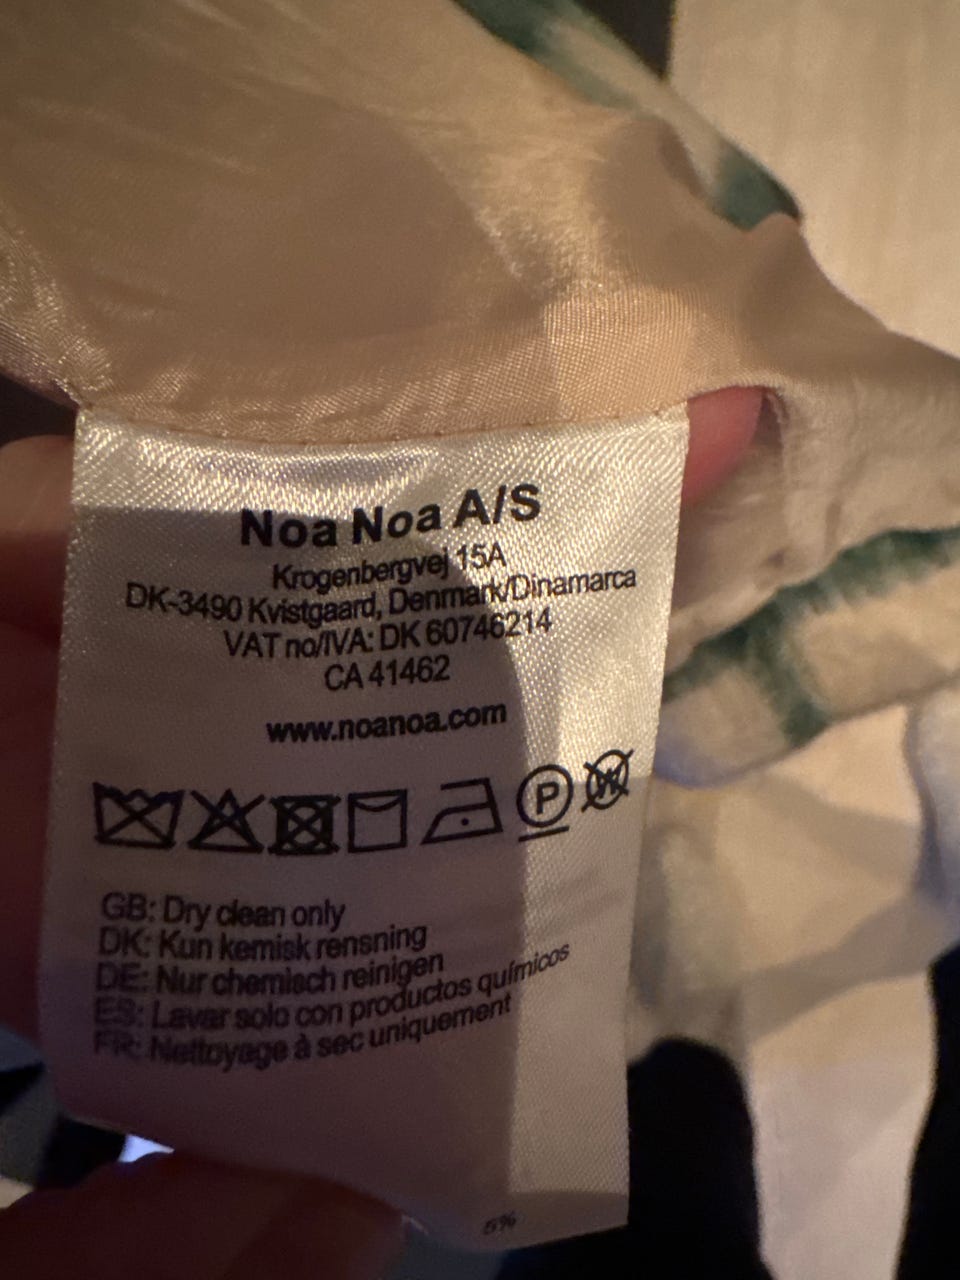 Noa Noa A/S
Krogenbergvej 15A
DK-3490 Kvistgaard, Denmark/Dinamarca
VAT no/IVA: DK 60746214
CA 41462
www.noanoa.com
P W
GB: Dry clean only
DK: Kun kemisk rensning
DE: Nur chemisch reinigen
ES: Lavar solo con productos químicos
FR: Nettoyage à sec uniquement